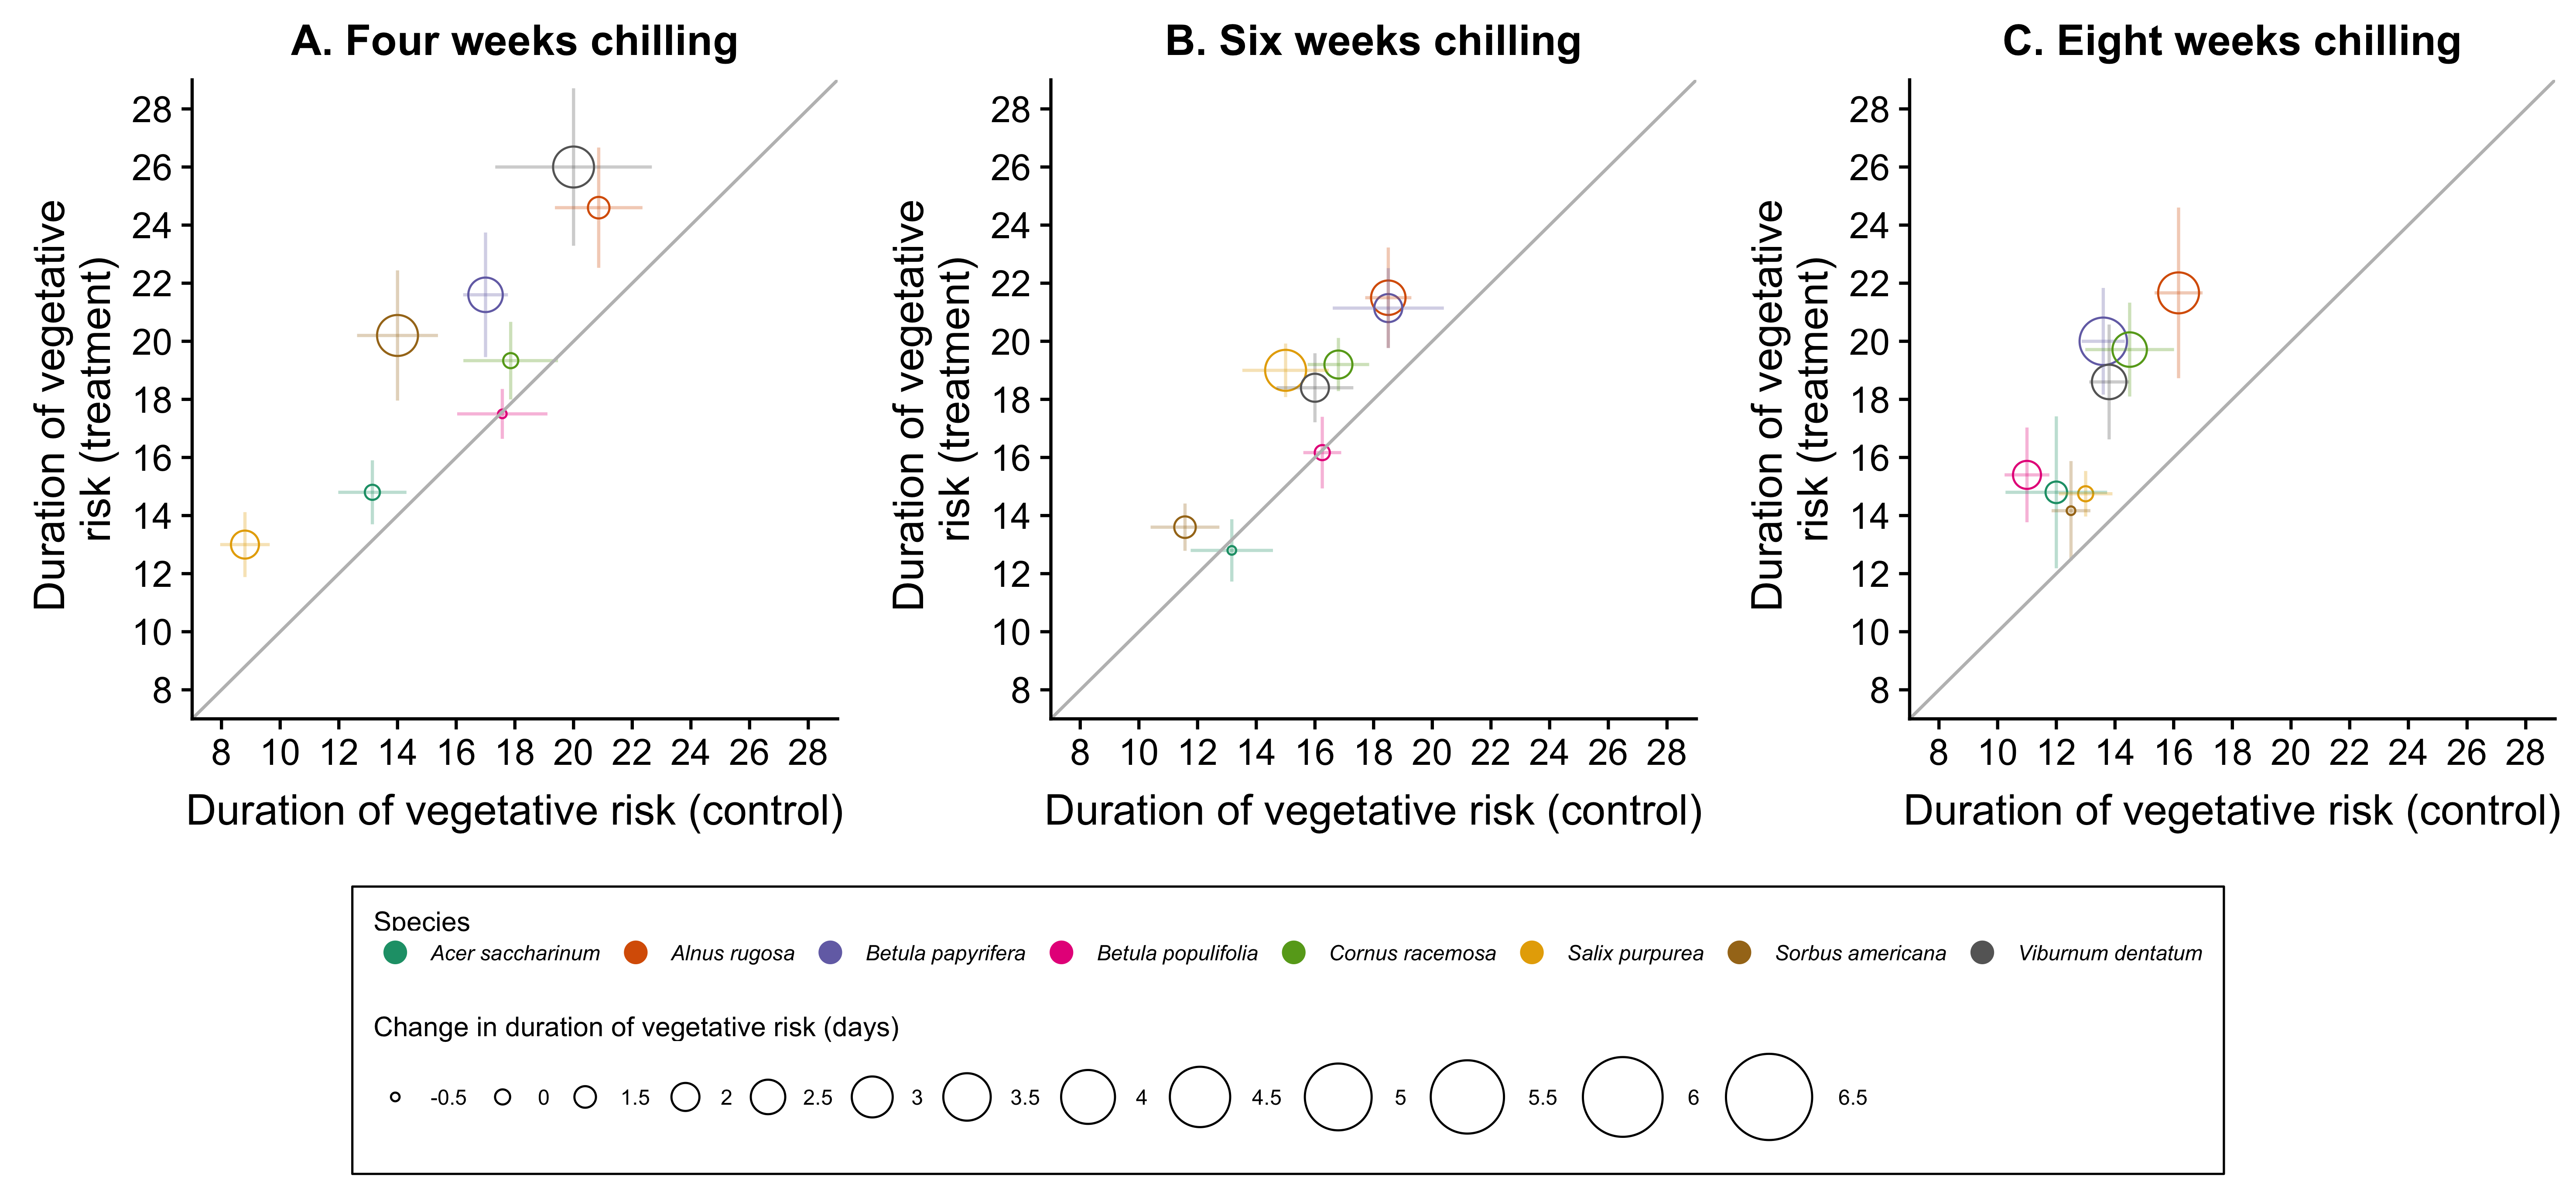 A. Four weeks chilling
Duration of vegetative
risk (treatment)
28
26
24
22
20
18
16
14
12
10
8
8 10 12 14 16 18 20 22 24 26 28
Duration of vegetative risk (control)
B. Six weeks chilling
Duration of vegetative
risk (treatment)
28
26
24
22
20
18
16
14
12
10
8
8 10 12 14 16 18 20 22 24 26 28
Duration of vegetative risk (control)
C. Eight weeks chilling
Duration of vegetative
risk (treatment)
28
26
24
22
20
18
16
14
12
10
8
8 10 12 14 16 18 20 22 24 26 28
Duration of vegetative risk (control)
Species
Acer saccharinum Alnus rugosa Betula papyrifera Betula populifolia Cornus racemosa Salix purpurea Sorbus americana Viburnum dentatum
Change in duration of vegetative risk (days)
-0.5 0 1.5 2 2.5 3 3.5 4 4.5 5 5.5 6 6.5